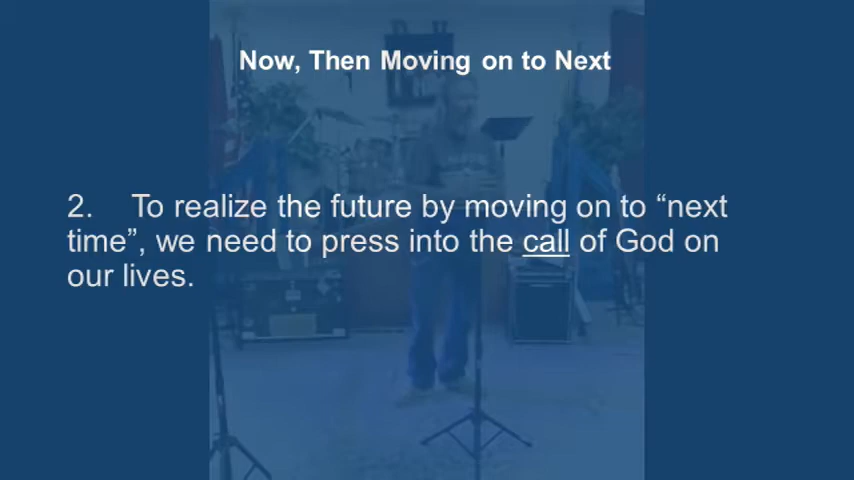 Now, Then Moving on to Next
2. To realize the future by moving on to “next
time”, we need to press into the call of God on
our lives.